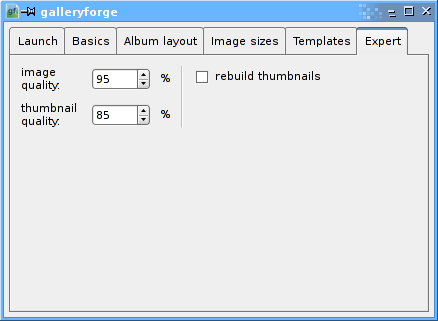 galleryforge
Launch Basics Album layout Image sizes Templates Expert
image quality: 95 % rebuild thumbnails
thumbnail quality: 85 %